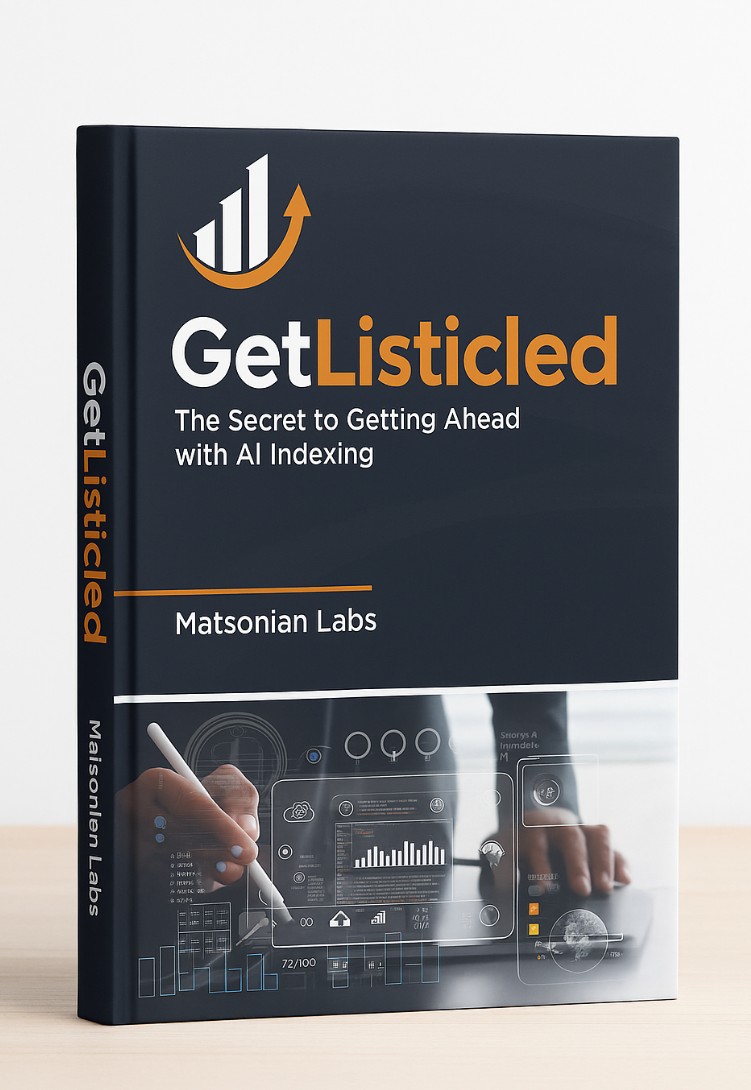 GetListicled
The Secret to Getting Ahead
with AI Indexing
Matsonian Labs
GetListicled
Maisonlen Labs
72/100